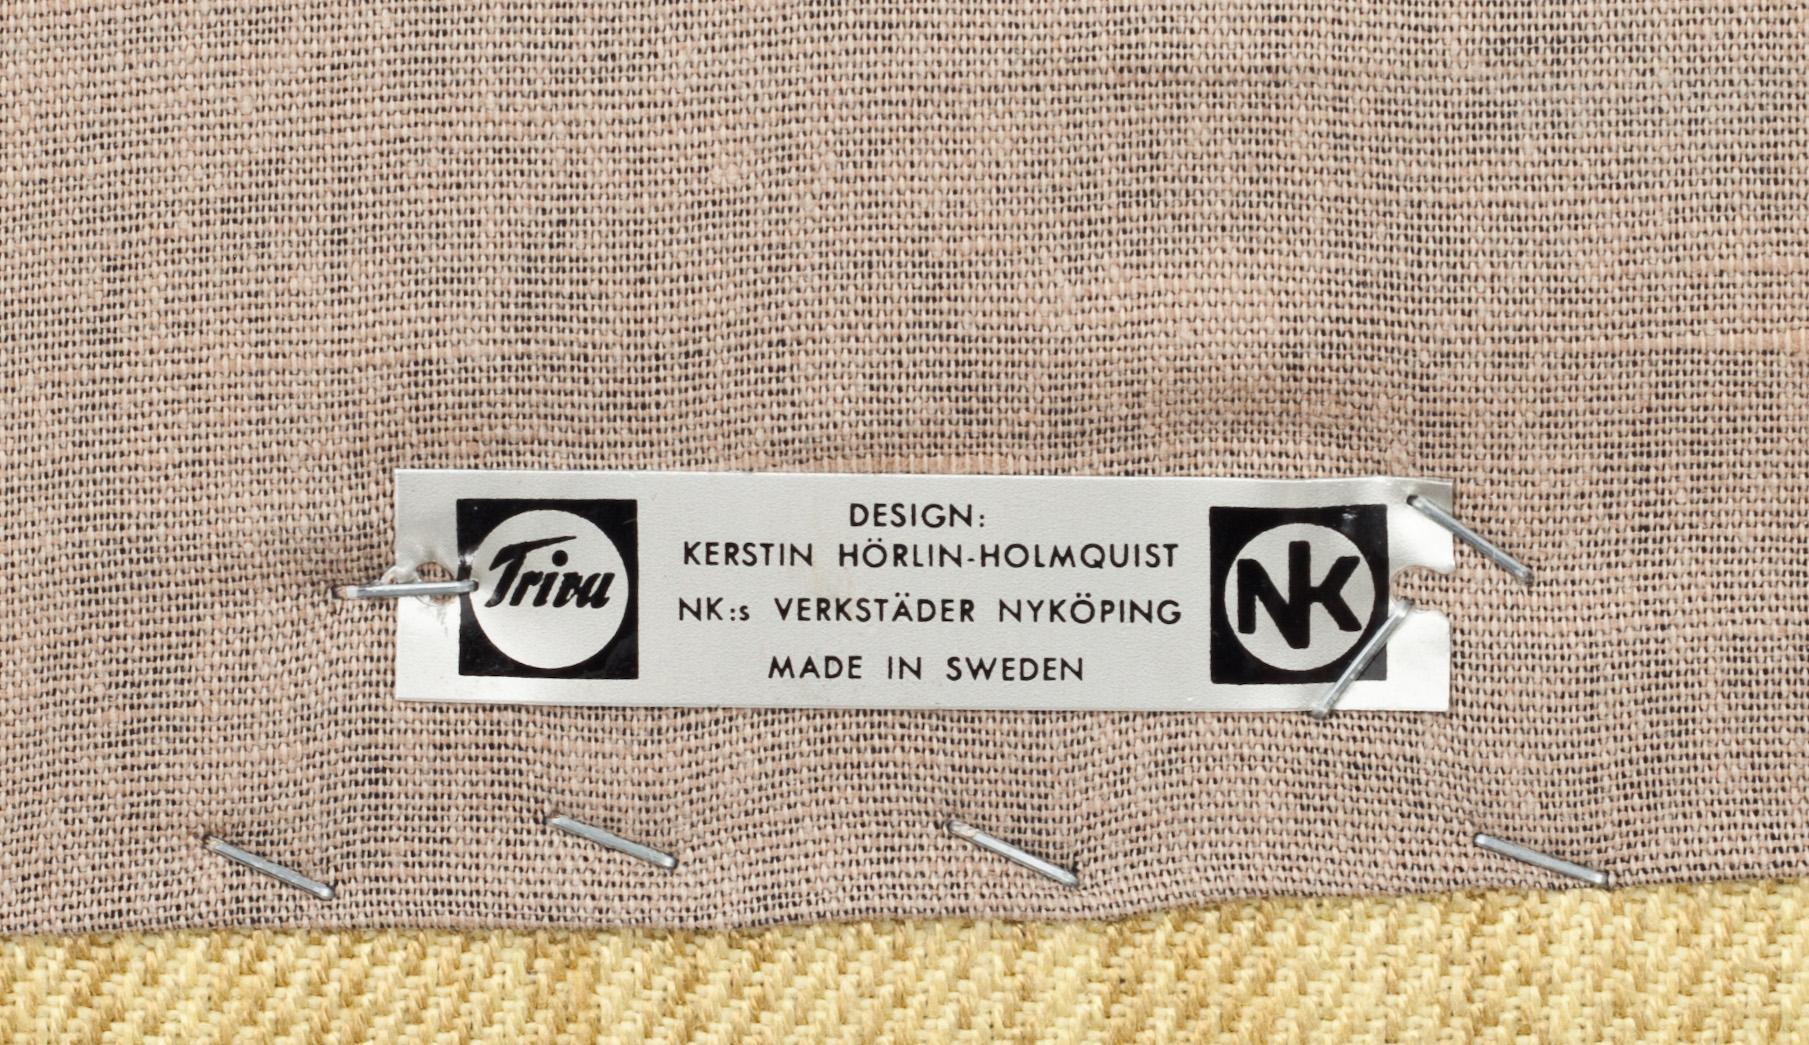 Triva
DESIGN:
KERSTIN HÖRLIN-HOLMQUIST
NK:s VERKSTÄDER NYKÖPING
MADE IN SWEDEN
NK